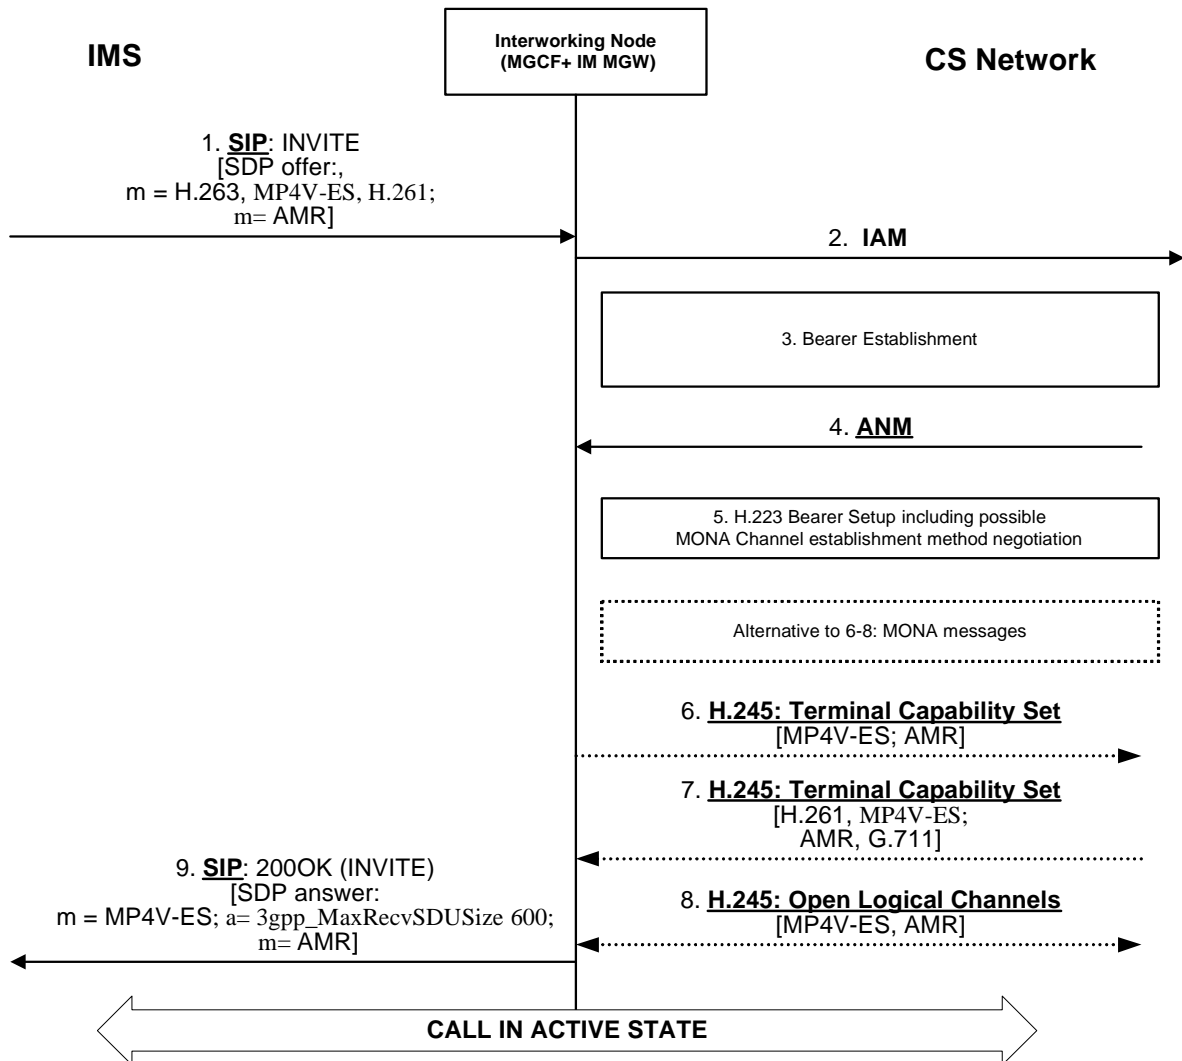 IMS
Interworking Node
(MGCF+ IM MGW)
CS Network
1. SIP: INVITE
[SDP offer:,
m = H.263, MP4V-ES, H.261;
m= AMR]
2. IAM
3. Bearer Establishment
4. ANM
5. H.223 Bearer Setup including possible
MONA Channel establishment method negotiation
Alternative to 6-8: MONA messages
6. H.245: Terminal Capability Set
[MP4V-ES; AMR]
7. H.245: Terminal Capability Set
[H.261, MP4V-ES;
AMR, G.711]
8. H.245: Open Logical Channels
[MP4V-ES, AMR]
9. SIP: 200OK (INVITE)
[SDP answer:
m = MP4V-ES; a= 3gpp_MaxRecvSDUSize 600;
m= AMR]
CALL IN ACTIVE STATE